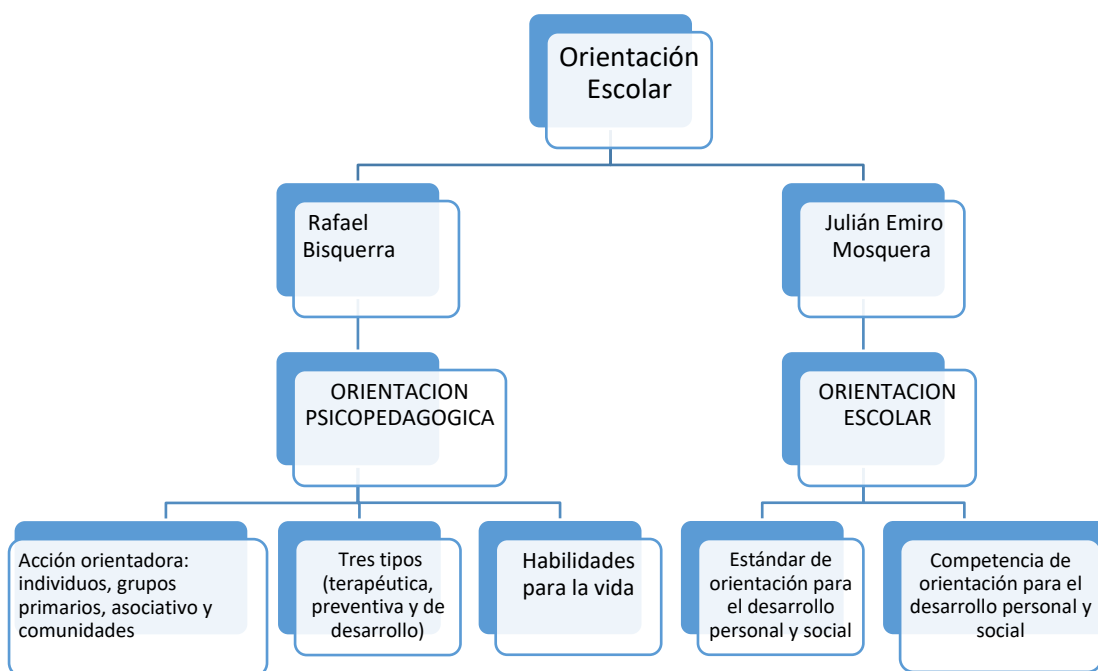 Orientación
Escolar
Rafael
Bisquerra
Julián Emiro
Mosquera
ORIENTACION
PSICOPEDAGOGICA
ORIENTACION
ESCOLAR
Acción orientadora:
individuos, grupos
primarios, asociativo y
comunidades
Tres tipos
(terapéutica,
preventiva y de
desarrollo)
Habilidades
para la vida
Estándar de
orientación para
el desarrollo
personal y social
Competencia de
orientación para el
desarrollo personal y
social